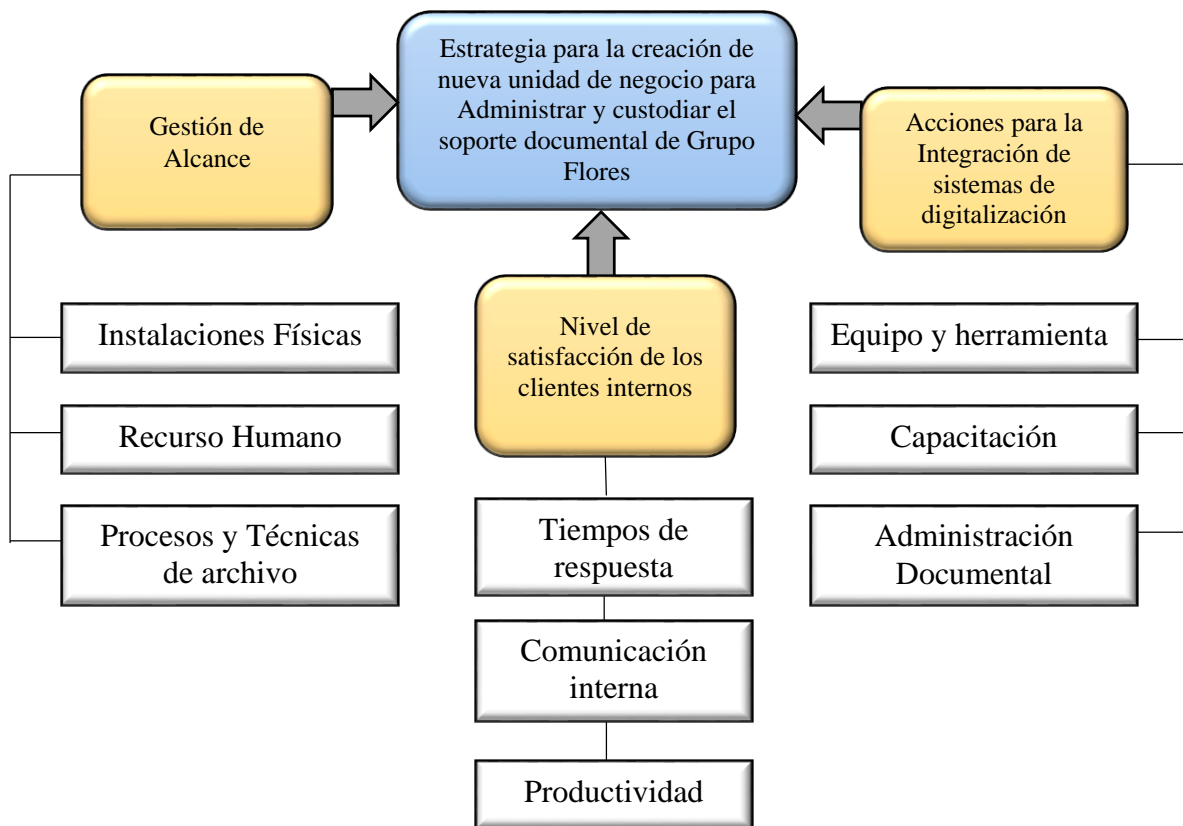 Estrategia para la creación de
nueva unidad de negocio para
Administrar y custodiar el
soporte documental de Grupo
Flores
Gestión de
Alcance
Acciones para la
Integración de
sistemas de
digitalización
Nivel de
satisfacción de los
clientes internos
Instalaciones Físicas
Recurso Humano
Procesos y Técnicas
de archivo
Tiempos de
respuesta
Comunicación
interna
Productividad
Equipo y herramienta
Capacitación
Administración
Documental